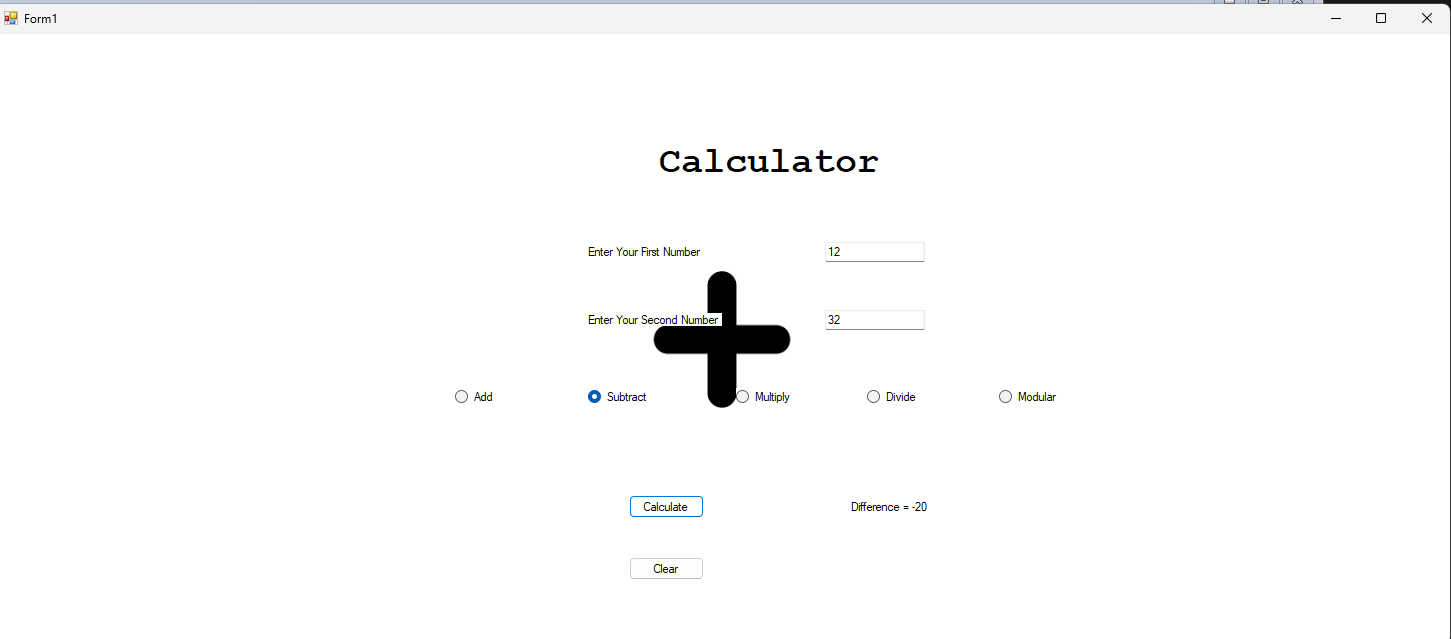 Form1
Calculator
Enter Your First Number 12
Enter Your Second Number 32
Add Subtract Multiply Divide Modular
Calculate Difference = -20
Clear